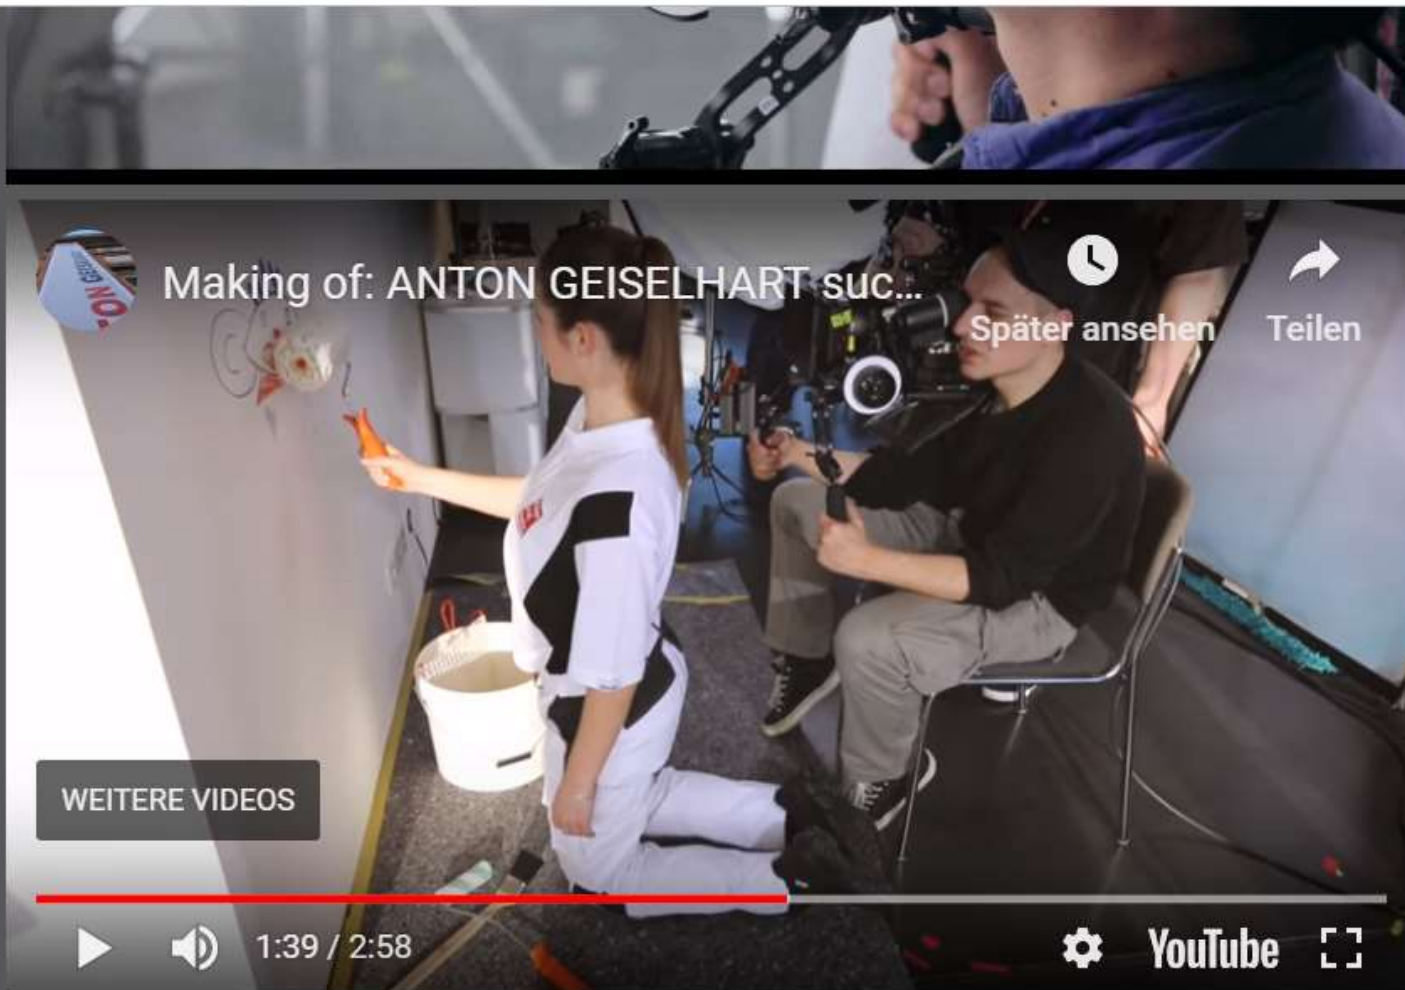 Making of: ANTON GEISELHART suc...
Später ansehen
Teilen
WEITERE VIDEOS
1:39 / 2:58
YouTube